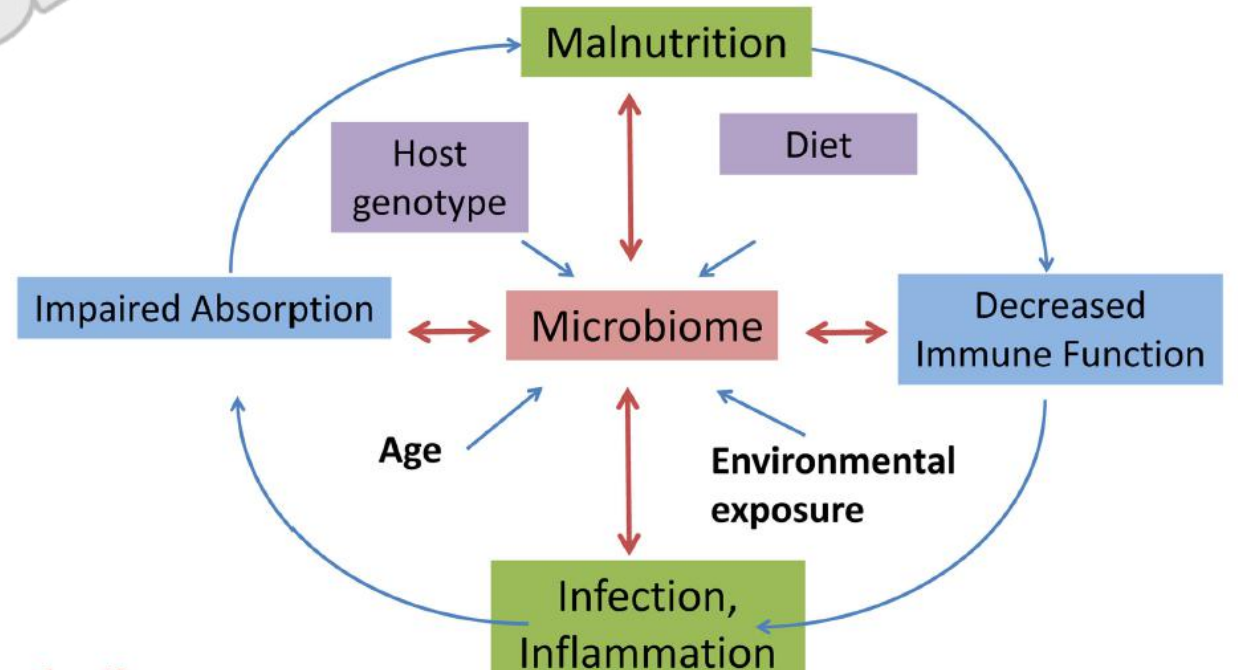 Malnutrition
Host
genotype
Diet
Impaired Absorption
Microbiome
Decreased
Immune Function
Age
Environmental
exposure
Infection,
Inflammation